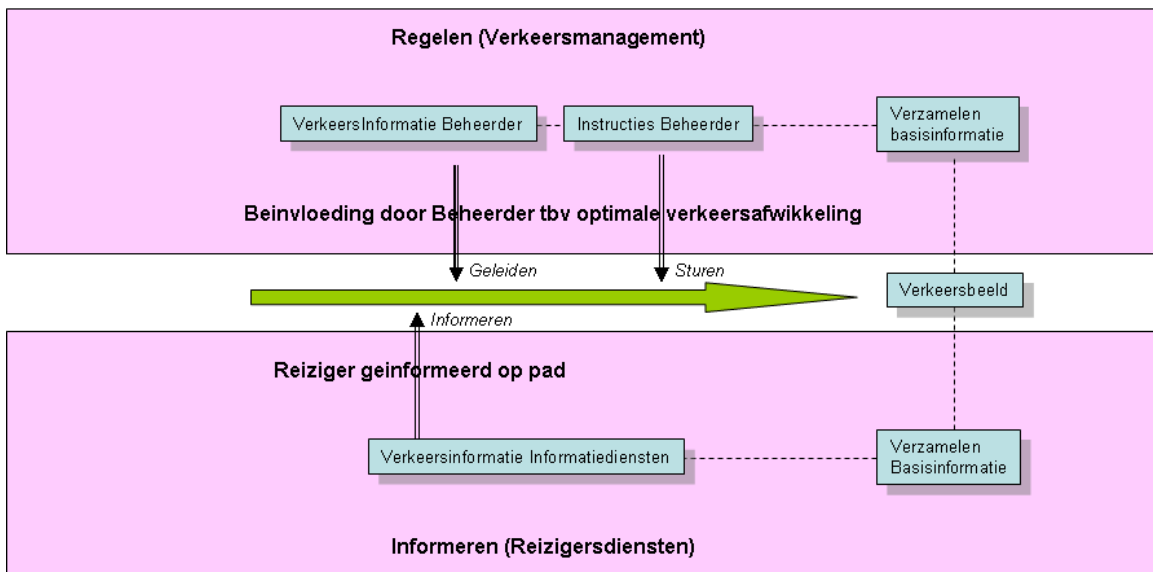 Regelen (Verkeersmanagement)
VerkeersInformatie Beheerder
Instructies Beheerder
Verzamelen
basisinformatie
Beinvloeding door Beheerder tbv optimale verkeersafwikkeling
Geleiden
Sturen
Verkeersbeeld
Informeren
Reiziger geinformeerd op pad
Verkeersinformatie Informatiediensten
Verzamelen
Basisinformatie
Informeren (Reizigersdiensten)